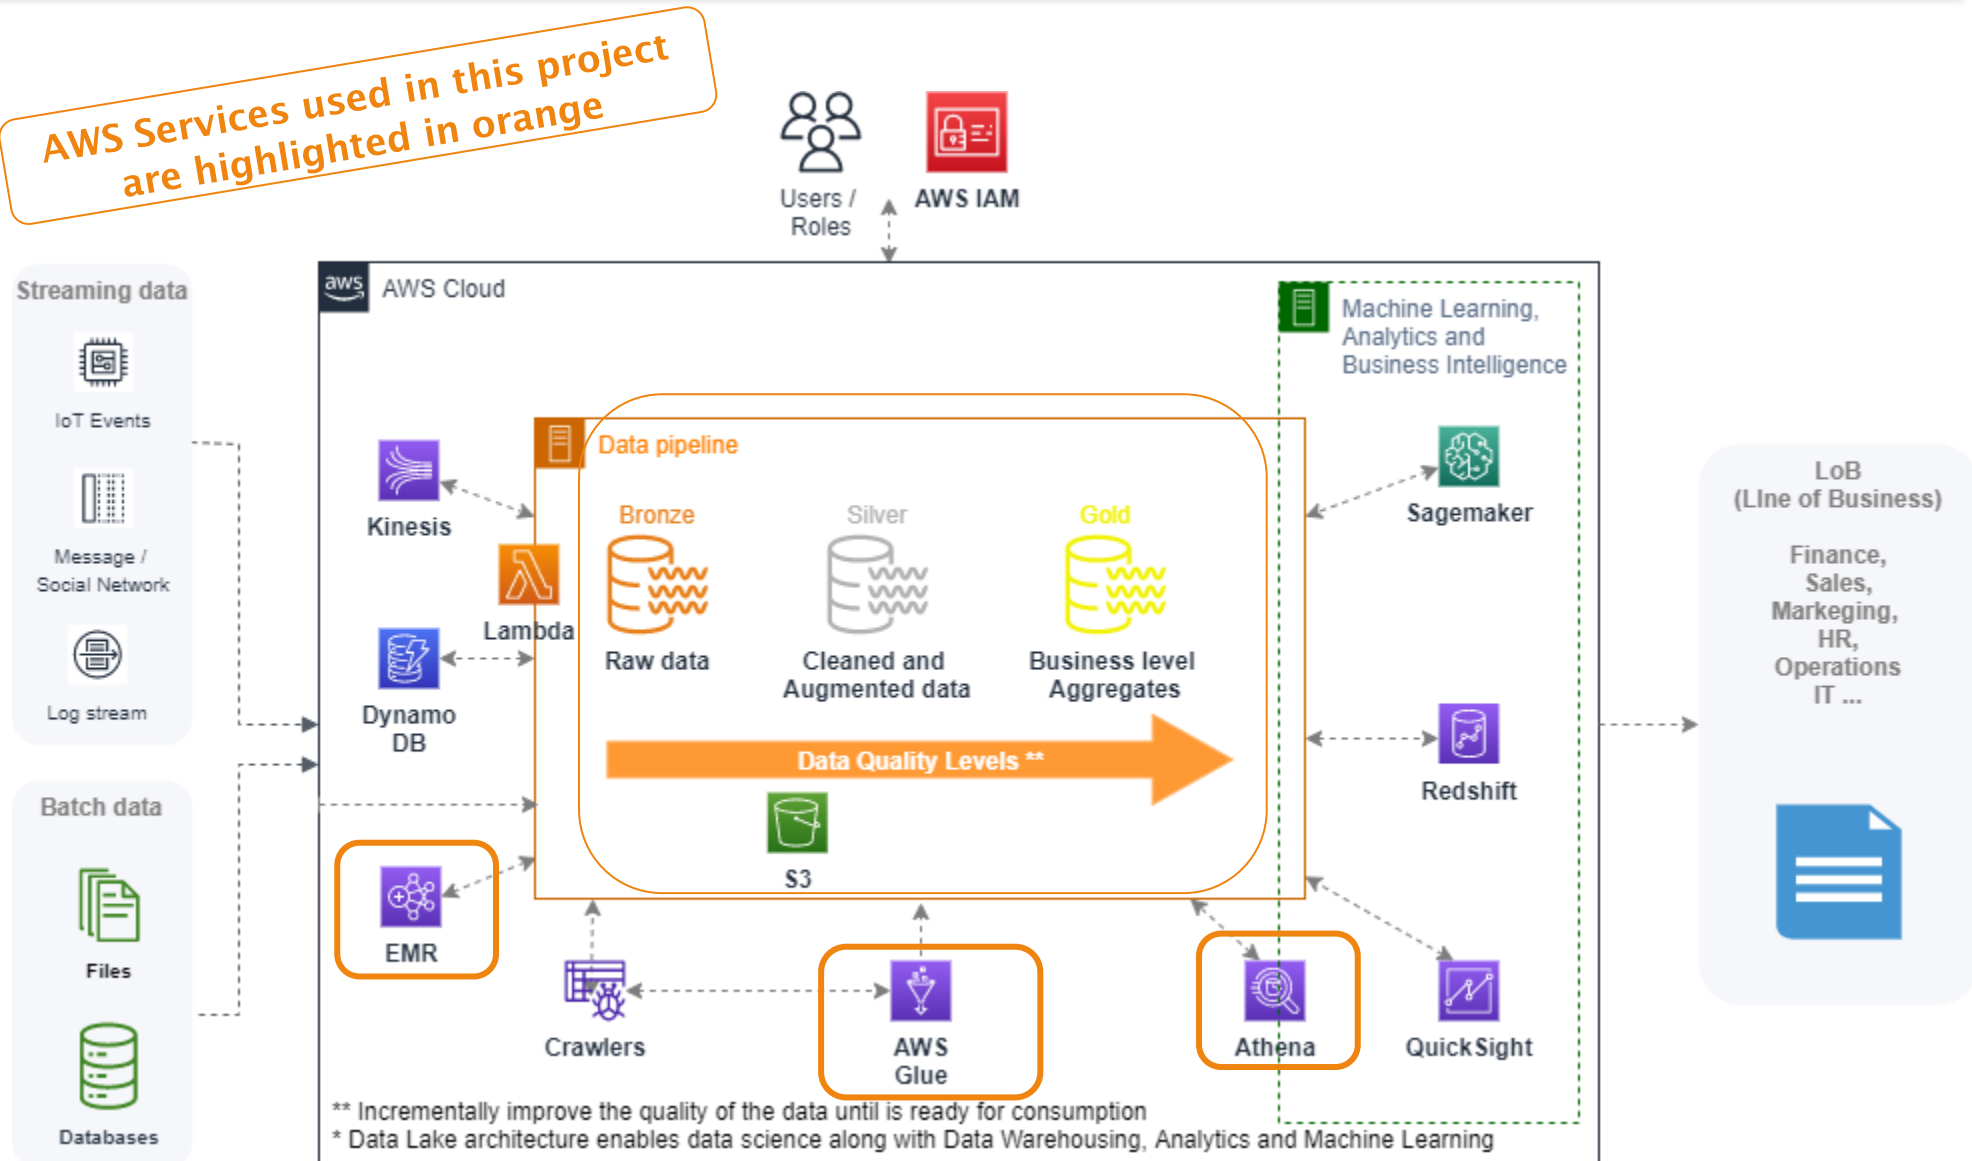 AWS Services used in this project
are highlighted in orange
Users /
Roles
AWS IAM
Streaming data
IoT Events
Message /
Social Network
Log stream
Batch data
Files
Databases
aws
AWS Cloud
Machine Learning,
Analytics and
Business Intelligence
Kinesis
Lambda
Dynamo
DB
EMR
Data pipeline
Bronze
Raw data
Silver
Cleaned and
Augmented data
Gold
Business level
Aggregates
Data Quality Levels **
S3
Crawlers
AWS
Glue
Athena
Sagemaker
Redshift
QuickSight
LoB
(LIne of Business)
Finance,
Sales,
Markeging,
HR,
Operations
IT ...
** Incrementally improve the quality of the data until is ready for consumption
* Data Lake architecture enables data science along with Data Warehousing, Analytics and Machine Learning